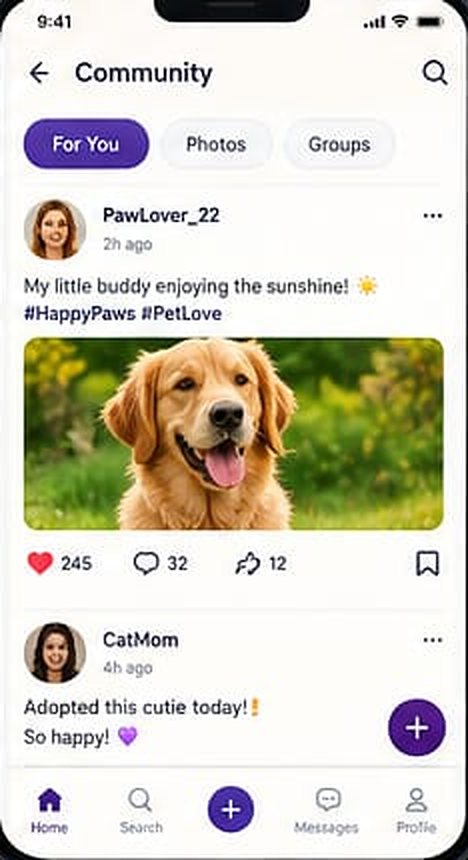 9:41
Community
For You Photos Groups
PawLover_22
2h ago
My little buddy enjoying the sunshine! ☀️
#HappyPaws #PetLove
245 32 12
CatMom
4h ago
Adopted this cutie today!❗
So happy! 💜
Home Search Messages Profile